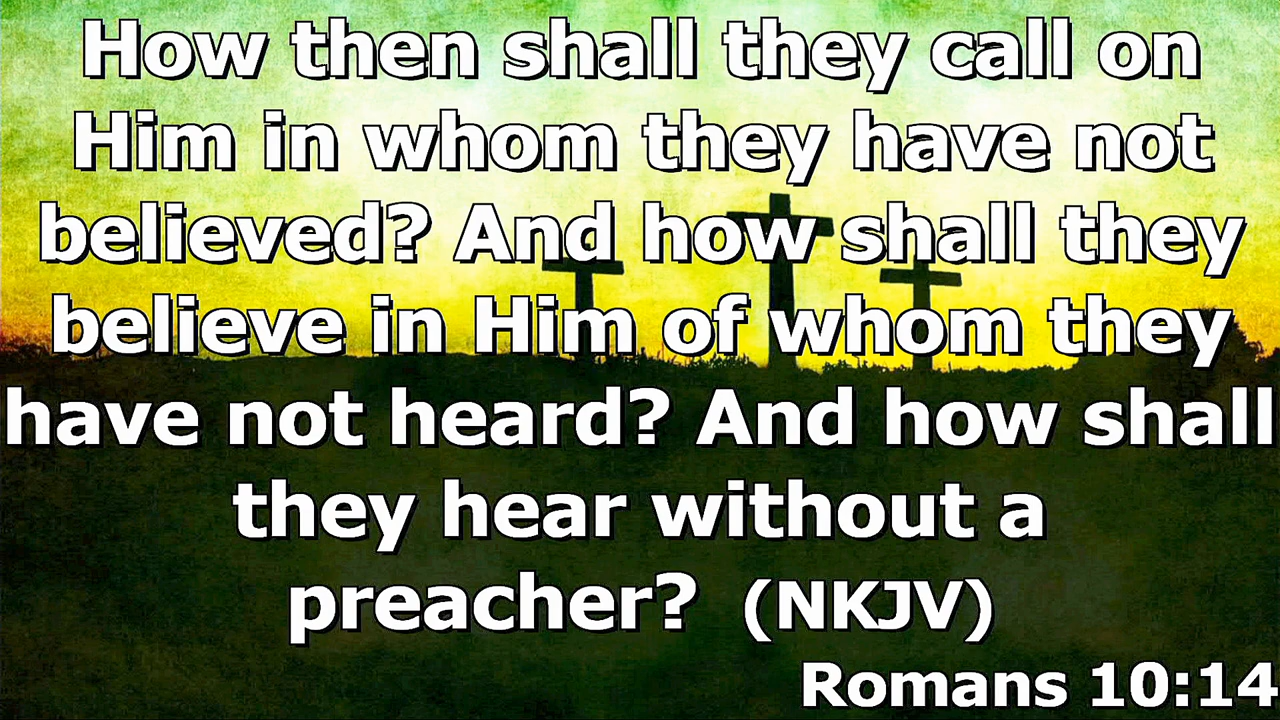 How then shall they call on
Him in whom they have not
believed? And how shall they
believe in Him of whom they
have not heard? And how shall
they hear without a
preacher? (NKJV)
Romans 10:14